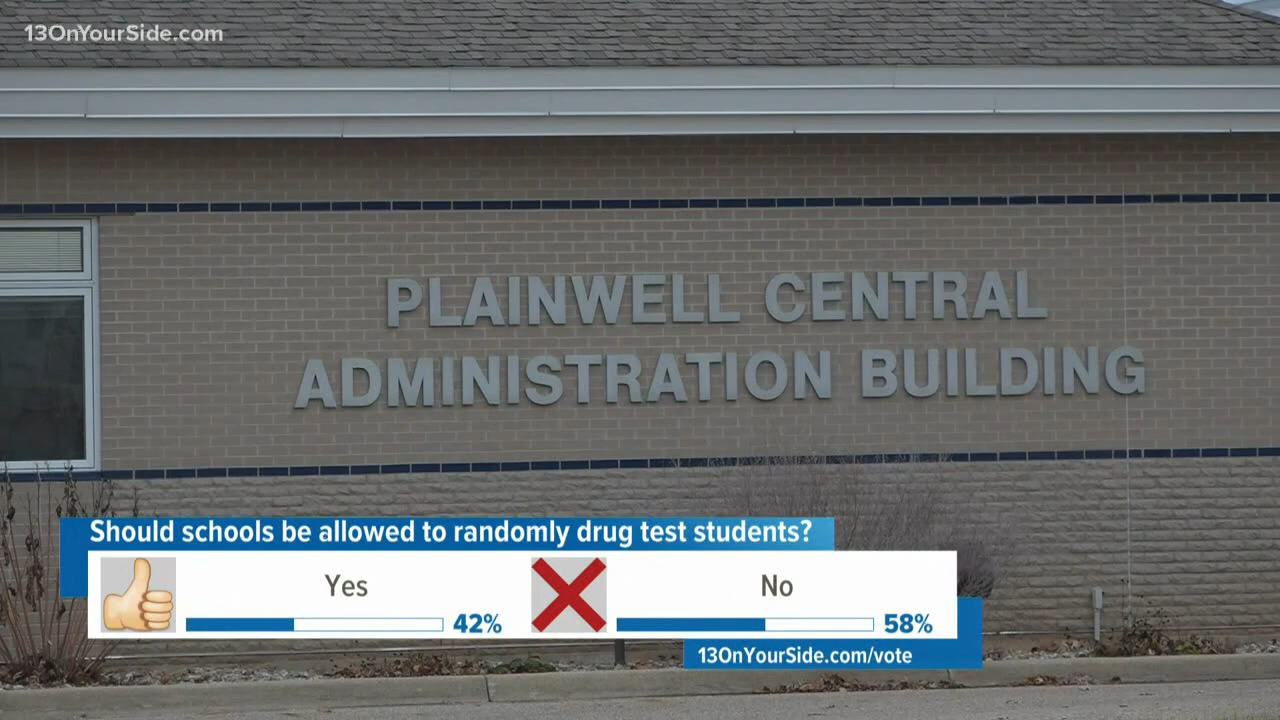 13OnYourSide.com
PLAINWELL CENTRAL
ADMINISTRATION BUILDING
Should schools be allowed to randomly drug test students?
Yes
42%
No
58%
13OnYourSide.com/vote